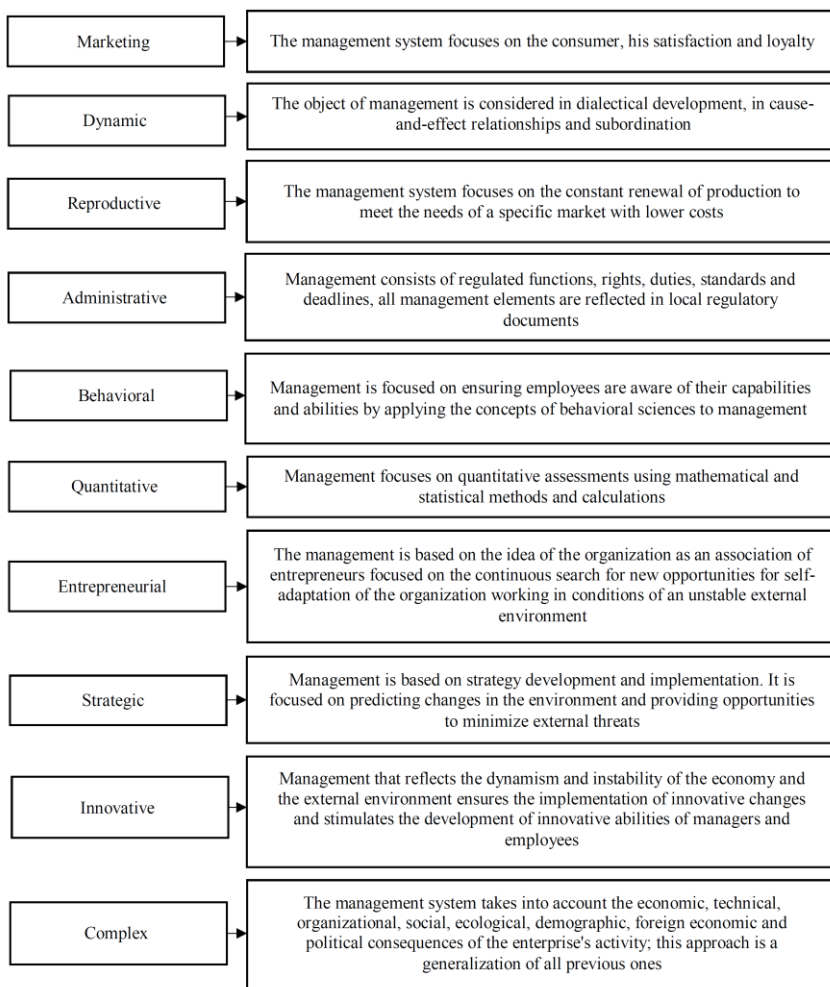 Marketing
The management system focuses on the consumer, his satisfaction and loyalty
Dynamic
The object of management is considered in dialectical development, in cause-
and-effect relationships and subordination
Reproductive
The management system focuses on the constant renewal of production to
meet the needs of a specific market with lower costs
Administrative
Management consists of regulated functions, rights, duties, standards and
deadlines, all management elements are reflected in local regulatory
documents
Behavioral
Management is focused on ensuring employees are aware of their capabilities
and abilities by applying the concepts of behavioral sciences to management
Quantitative
Management focuses on quantitative assessments using mathematical and
statistical methods and calculations
Entrepreneurial
The management is based on the idea of the organization as an association of
entrepreneurs focused on the continuous search for new opportunities for self-
adaptation of the organization working in conditions of an unstable external
environment
Strategic
Management is based on strategy development and implementation. It is
focused on predicting changes in the environment and providing opportunities
to minimize external threats
Innovative
Management that reflects the dynamism and instability of the economy and
the external environment ensures the implementation of innovative changes
and stimulates the development of innovative abilities of managers and
employees
Complex
The management system takes into account the economic, technical,
organizational, social, ecological, demographic, foreign economic and
political consequences of the enterprise's activity; this approach is a
generalization of all previous ones